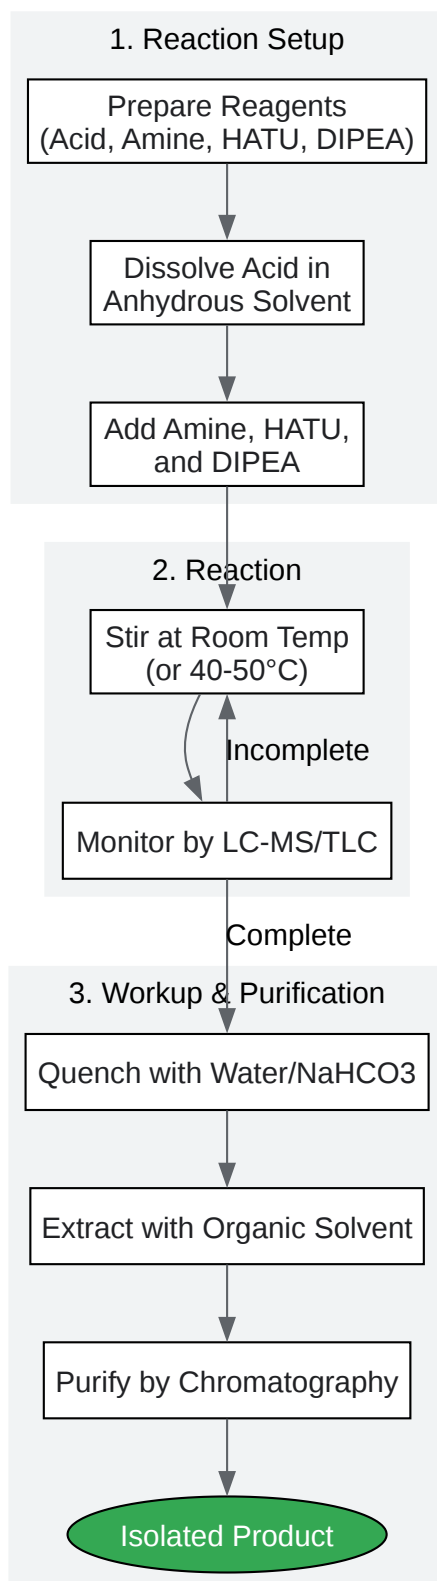 1. Reaction Setup
Prepare Reagents
(Acid, Amine, HATU, DIPEA)
Dissolve Acid in
Anhydrous Solvent
Add Amine, HATU,
and DIPEA
2. Reaction
Stir at Room Temp
(or 40-50°C)
Incomplete
Monitor by LC-MS/TLC
Complete
3. Workup & Purification
Quench with Water/NaHCO3
Extract with Organic Solvent
Purify by Chromatography
Isolated Product